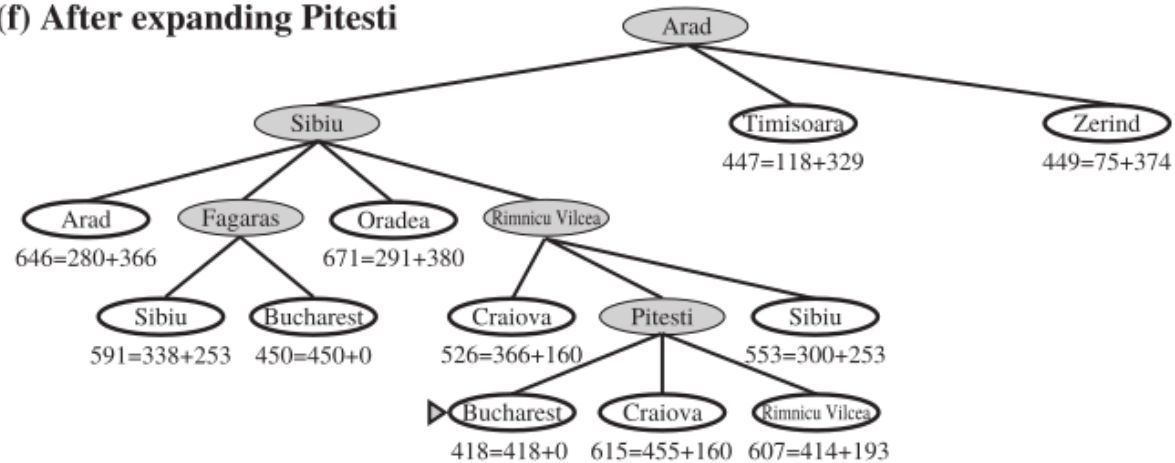 (f) After expanding Pitesti
Arad
Sibiu
Timisoara
Zerind
447=118+329
449=75+374
Arad
Fagaras
Oradea
Rimnicu Vilcea
646=280+366
671=291+380
Sibiu
Bucharest
Craiova
Pitesti
Sibiu
591=338+253
450=450+0
526=366+160
553=300+253
Bucharest
Craiova
Rimnicu Vilcea
418=418+0
615=455+160
607=414+193